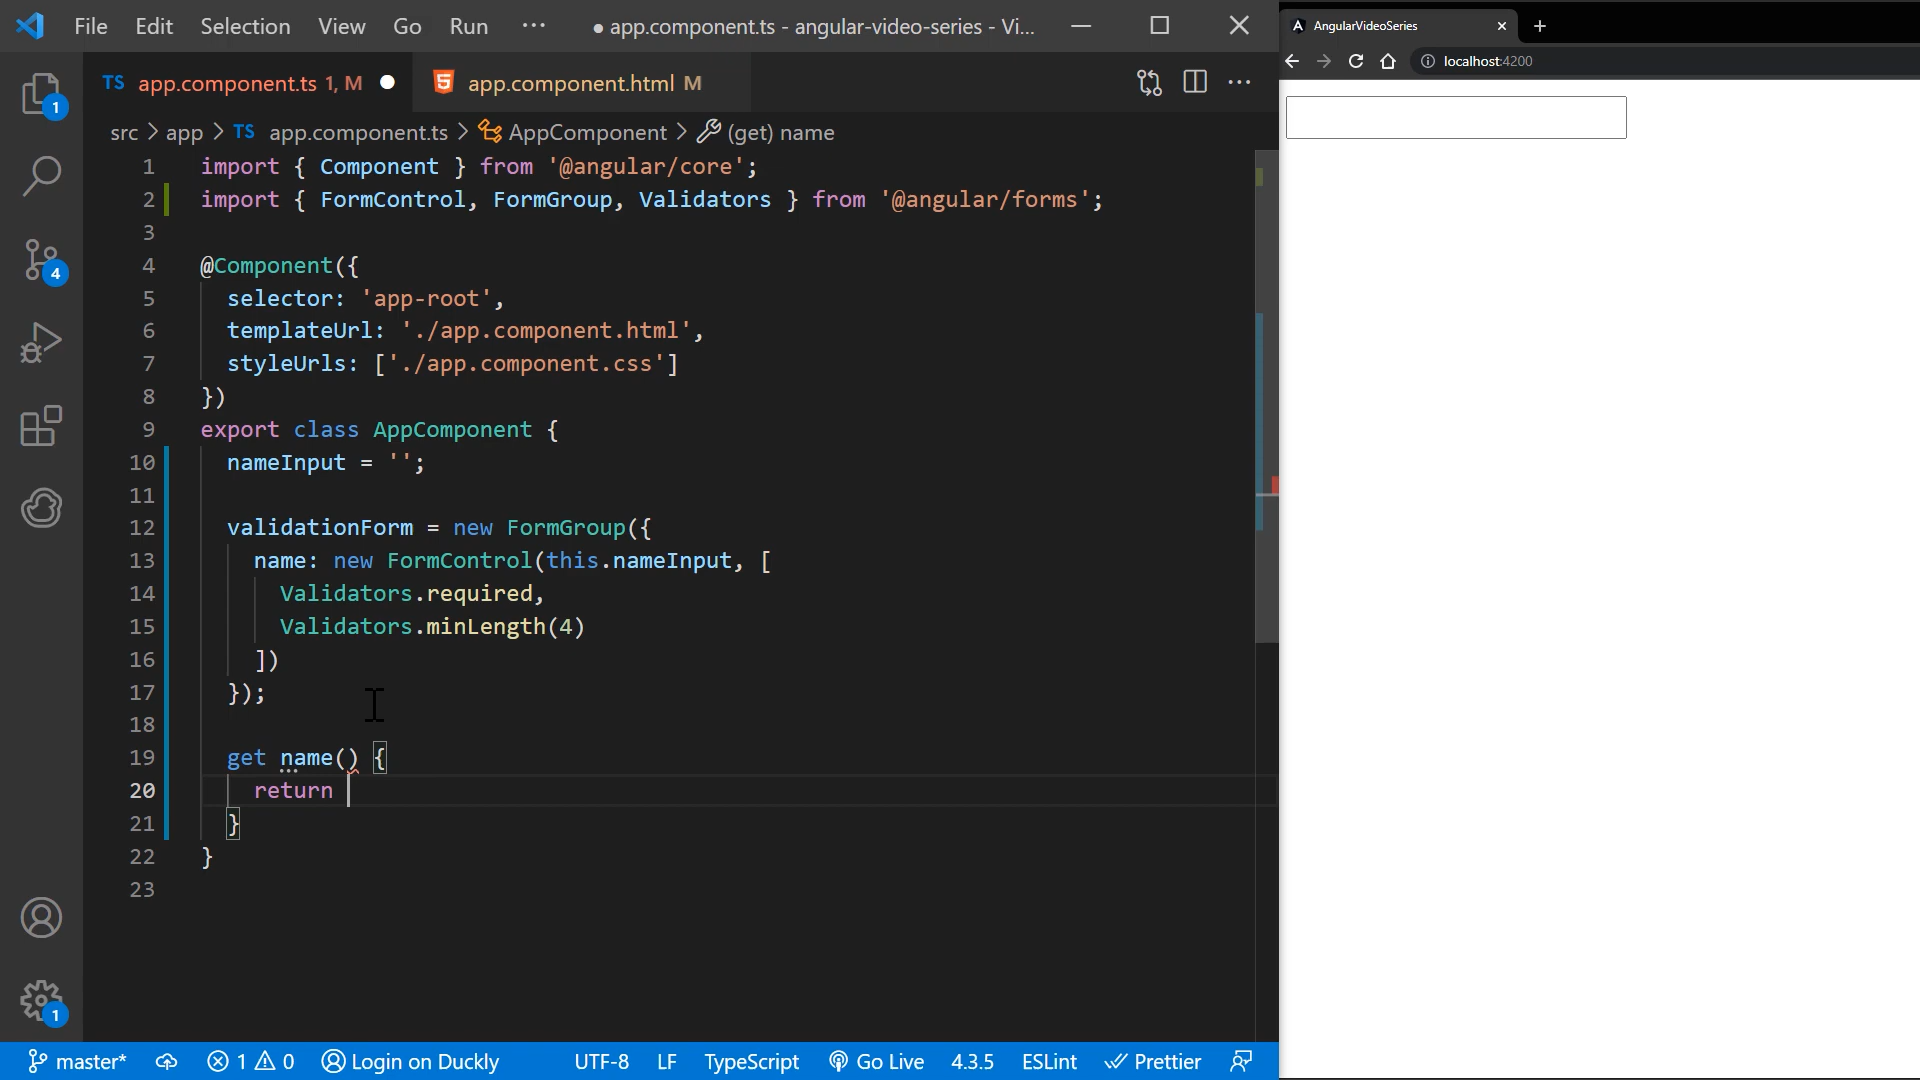 File Edit Selection View Go Run ··· ● app.component.ts - angular-video-series - Vi...
TS app.component.ts 1, M ● app.component.html M
src > app > TS app.component.ts > AppComponent > (get) name
1 import { Component } from '@angular/core';
2 import { FormControl, FormGroup, Validators } from '@angular/forms';
3
4 @Component({
5 selector: 'app-root',
6 templateUrl: './app.component.html',
7 styleUrls: ['./app.component.css']
8 })
9 export class AppComponent {
10 nameInput = '';
11
12 validationForm = new FormGroup({
13 name: new FormControl(this.nameInput, [
14 Validators.required,
15 Validators.minLength(4)
16 ])
17 });
18
19 get name() {
20 return
21 }
22 }
23
1
4
1
master* 1 0 Login on Duckly UTF-8 LF TypeScript Go Live 4.3.5 ESLint Prettier
AngularVideoSeries
localhost:4200